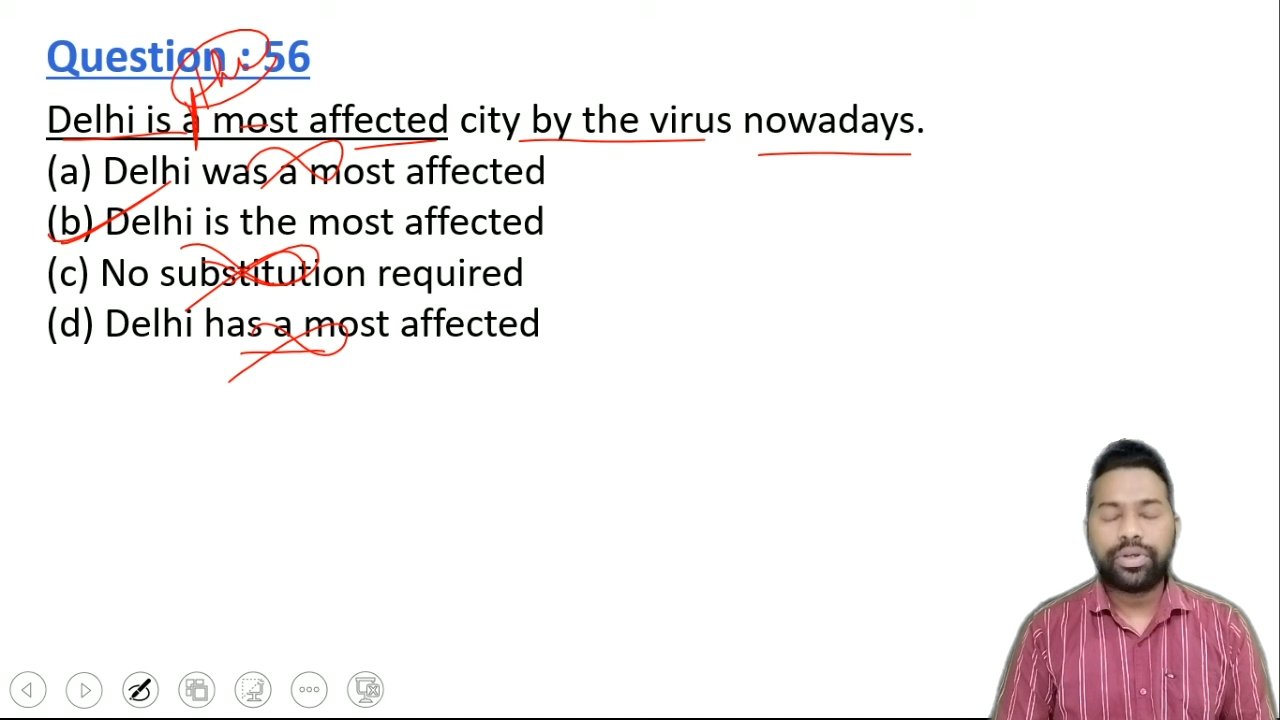 Question : 56
the
Delhi is a most affected city by the virus nowadays.
(a) Delhi was a most affected
(b) Delhi is the most affected
(c) No substitution required
(d) Delhi has a most affected